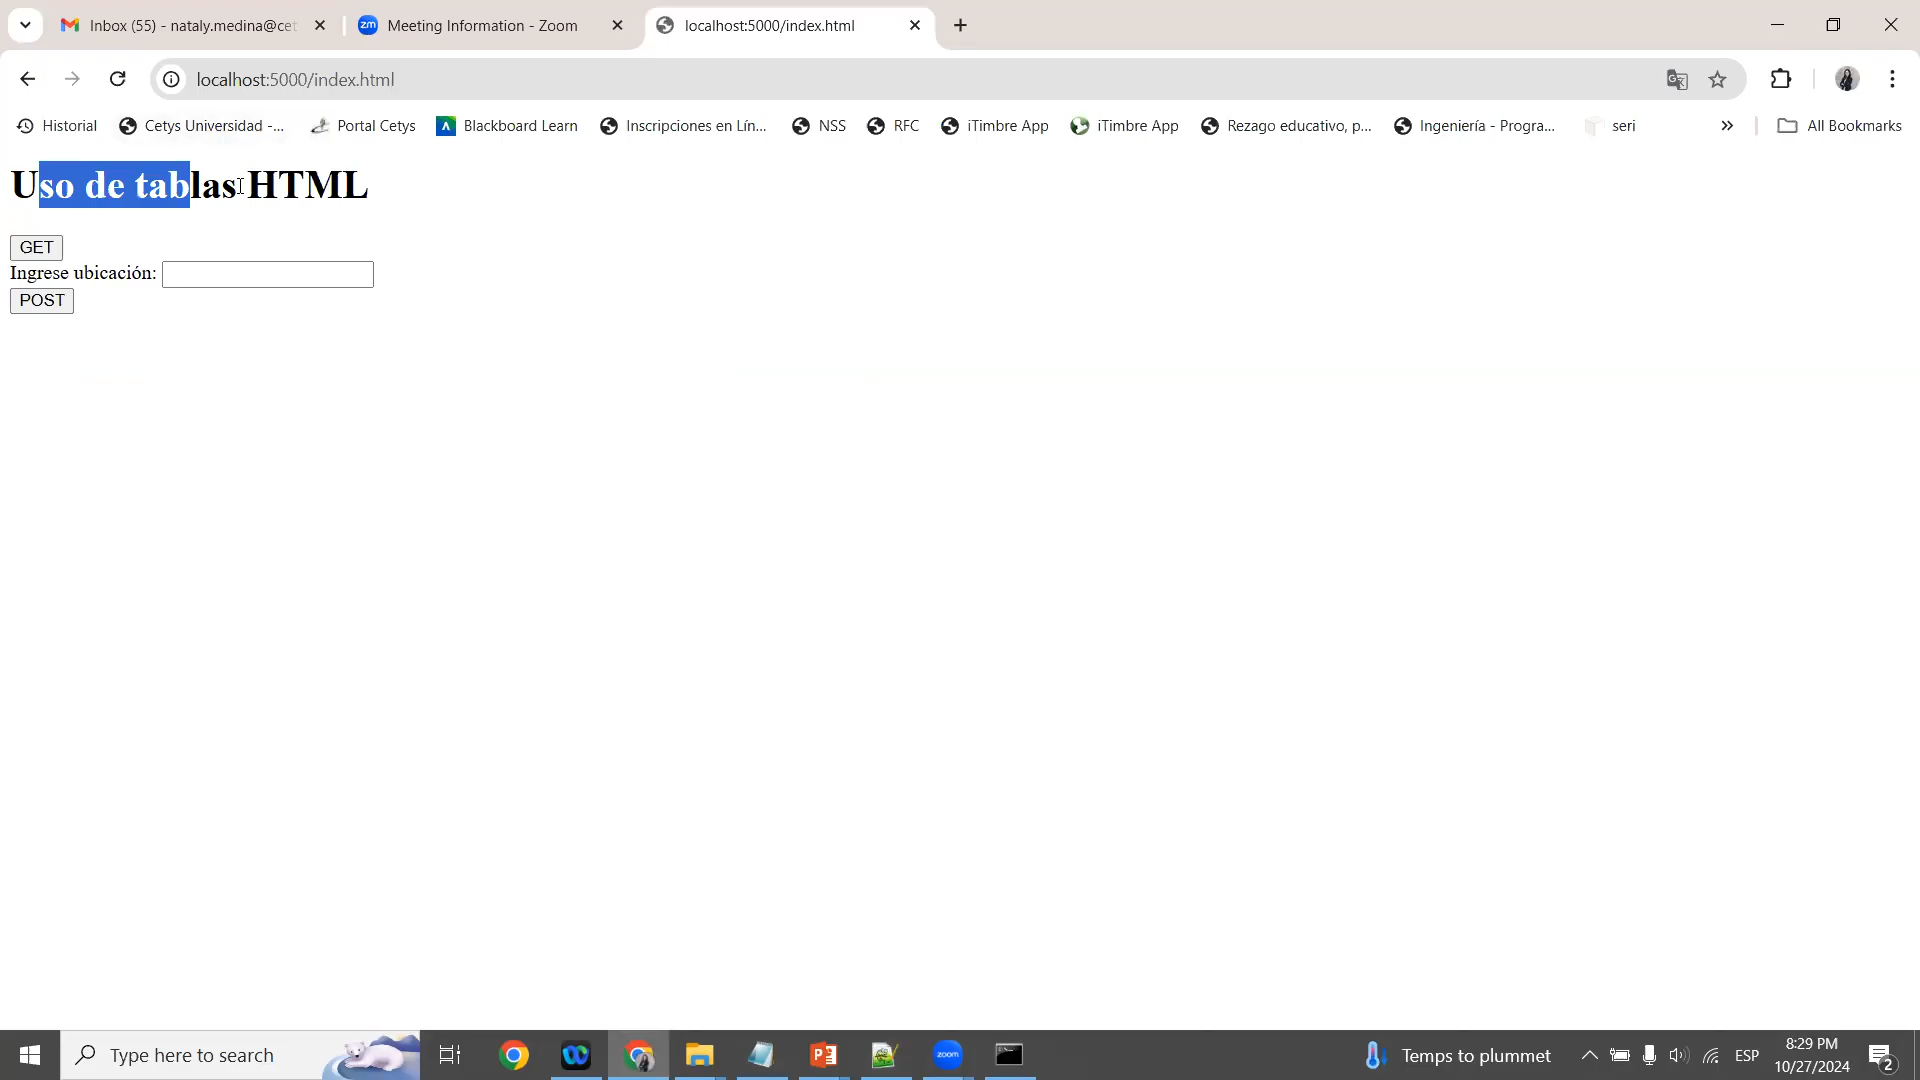 Inbox (55) - nataly.medina@cet
Meeting Information - Zoom
localhost:5000/index.html
localhost:5000/index.html
Historial
Cetys Universidad -...
Portal Cetys
Blackboard Learn
Inscripciones en Lín...
NSS
RFC
iTimbre App
iTimbre App
Rezago educativo, p...
Ingeniería - Progra...
seri
All Bookmarks
Uso de tablas HTML
GET
Ingrese ubicación:
POST
Type here to search
zoom
Temps to plummet
ESP
8:29 PM
10/27/2024
2